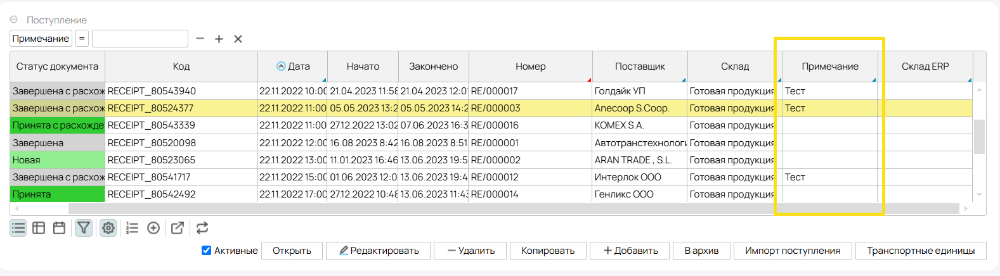 Поступление
Примечание =
Статус документа Код Дата Начато Закончено Номер Поставщик Склад Примечание Склад ERP
Завершена с расхож RECEIPT_80543940 22.11.2022 10:00 21.04.2023 11:58 21.04.2023 12:0 RE/000017 Голдайк УП Готовая продукция Тест
Завершена с расхож RECEIPT_80524377 22.11.2022 11:00 05.05.2023 13:2 05.05.2023 14:2 RE/000003 Anecoop S.Coop. Готовая продукция Тест
Принята с расхожде RECEIPT_80543339 22.11.2022 11:00 27.12.2022 13:02 07.06.2023 16:3 RE/000016 KOMEX S.A. Готовая продукция
Завершена RECEIPT_80520098 22.11.2022 12:00 16.08.2023 8:42 16.08.2023 8:51 RE/000001 Автотранстехнологи Готовая продукция
Новая RECEIPT_80523065 22.11.2022 13:00 11.01.2023 16:46 13.06.2023 19:5 RE/000002 ARAN TRADE , S.L. Готовая продукция
Завершена с расхож RECEIPT_80541717 22.11.2022 15:00 01.06.2023 12:0 13.06.2023 19:4 RE/000012 Интерлок ООО Готовая продукция Тест
Принята RECEIPT_80542492 22.11.2022 17:00 27.12.2022 10:48 13.06.2023 11:43 RE/000014 Генликс ООО Готовая продукция
Активные Открыть Редактировать Удалить Копировать Добавить В архив Импорт поступления Транспортные единицы